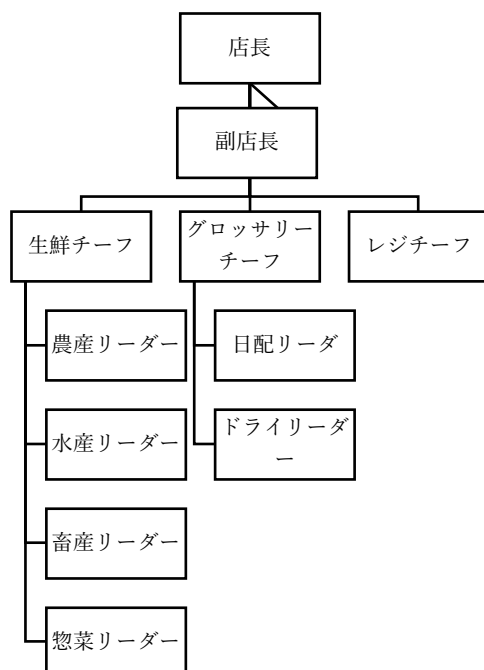 店長
副店長
生鮮チーフ
グロッサリー
チーフ
レジチーフ
農産リーダー
日配リーダ
水産リーダー
ドライリーダ
ー
畜産リーダー
惣菜リーダー